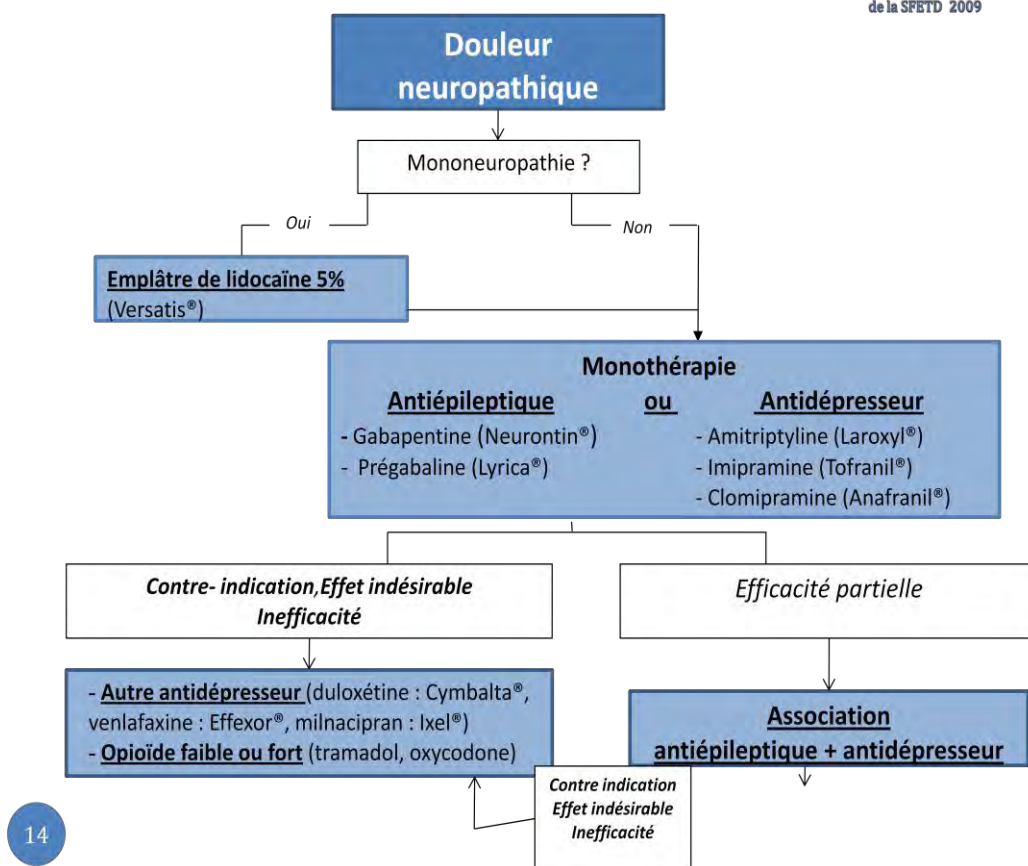 de la SFETD 2009
Douleur
neuropathique
Mononeuropathie ?
Oui
Non
Emplâtre de lidocaïne 5%
(Versatis®)
Monothérapie
Antiépileptique ou Antidépresseur
- Gabapentine (Neurontin®)
- Prégabaline (Lyrica®)
- Amitriptyline (Laroxyl®)
- Imipramine (Tofranil®)
- Clomipramine (Anafranil®)
Contre- indication,Effet indésirable
Inefficacité
Efficacité partielle
- Autre antidépresseur (duloxétine : Cymbalta®,
venlafaxine : Effexor®, milnacipran : Ixel®)
- Opioïde faible ou fort (tramadol, oxycodone)
Association
antiépileptique + antidépresseur
Contre indication
Effet indésirable
Inefficacité
14